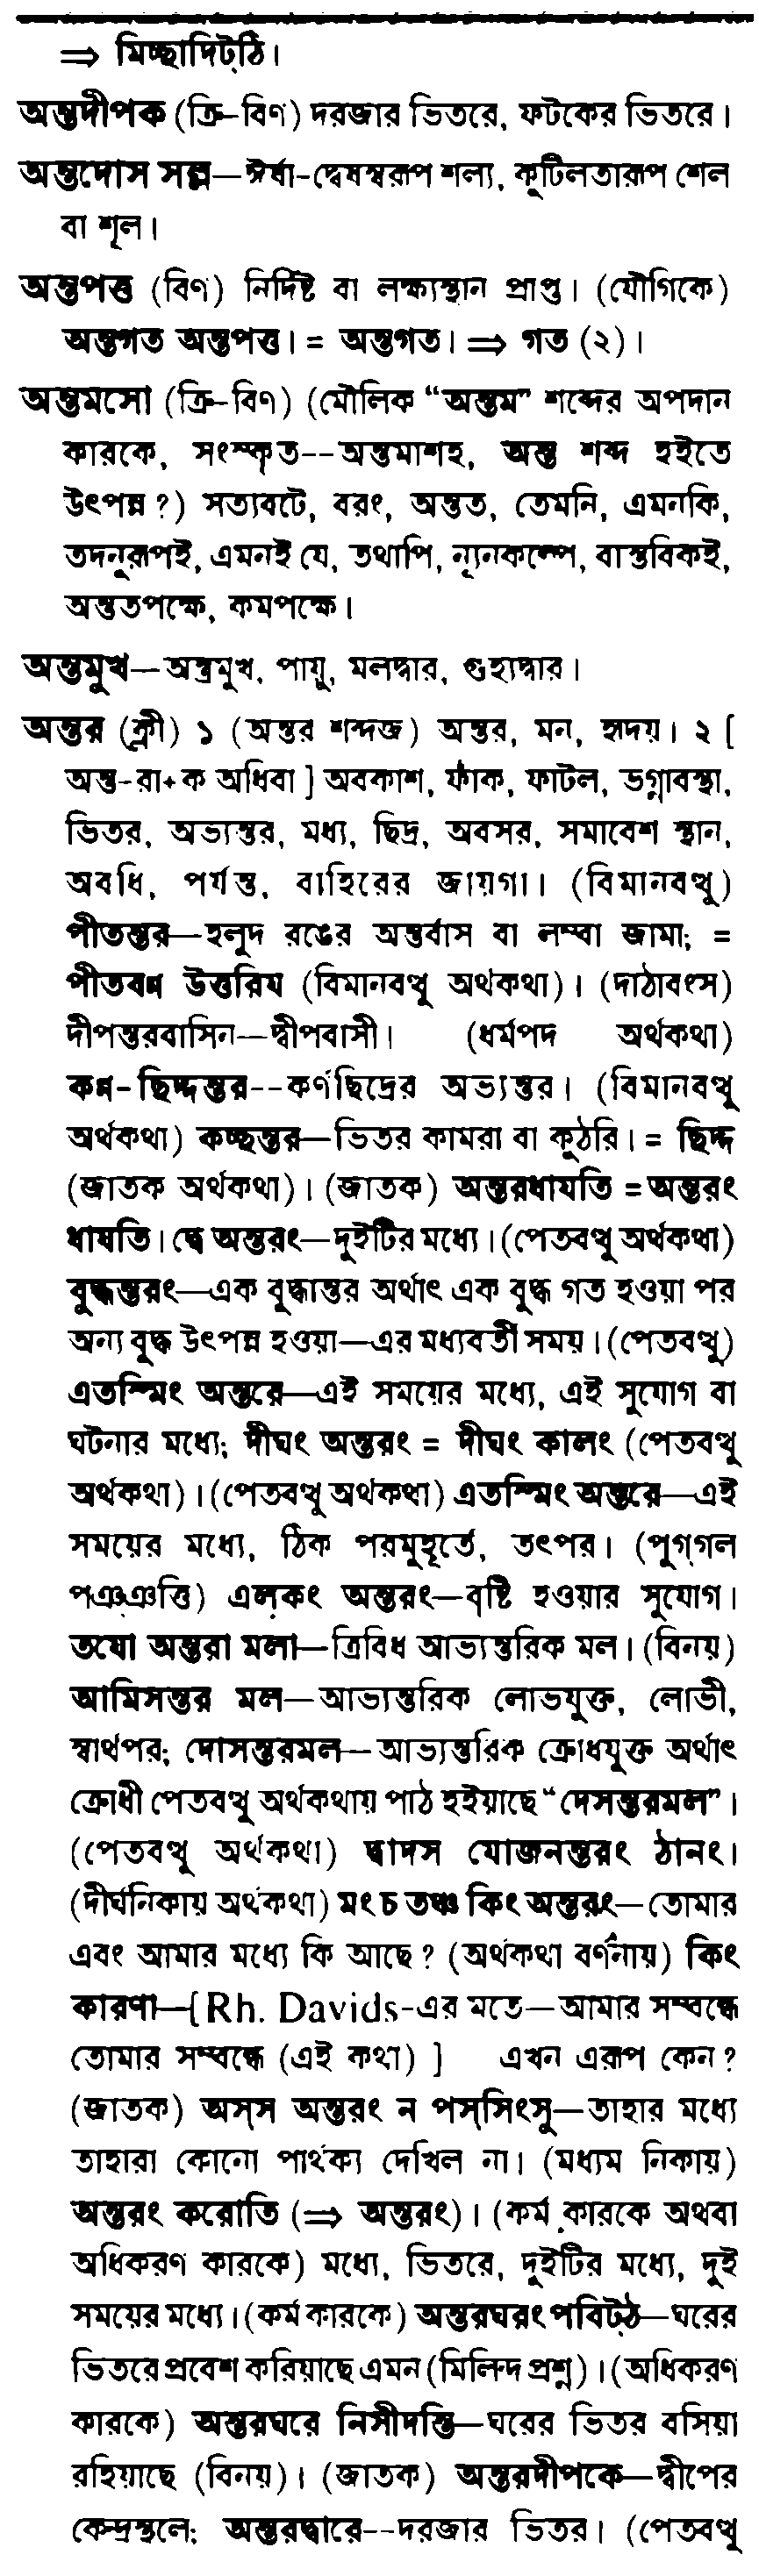 ⇒ মিচ্ছাদিট্ঠি।
অন্তদীপক (ক্রি-বিণ) দরজার ভিতরে, ফটকের ভিতরে।
অন্তদোস সল্ল—ঈর্ষা-দ্বেষস্বরূপ শল্য, কুটিলতারূপ শেল
বা শূল।
অন্তপত্ত (বিণ) নির্দিষ্ট বা লক্ষ্যস্থান প্রাপ্ত। (যৌগিকে)
অন্তগত অন্তপত্ত। = অন্তগত। ⇒ গত (২)।
অন্তমসো (ক্রি-বিণ) (মৌলিক “অন্তম” শব্দের অপদান
কারকে, সংস্কৃত--অন্তমাশহ, অন্ত শব্দ হইতে
উৎপন্ন?) সত্যবটে, বরং, অন্তত, তেমনি, এমনকি,
তদনুরূপই, এমনই যে, তথাপি, ন্যূনকল্পে, বাস্তবিকই,
অন্ততপক্ষে, কমপক্ষে।
অন্তমুখ—অন্ত্রমুখ, পায়ু, মলদ্বার, গুহ্যদ্বার।
অন্তর (ক্লী) ১ (অন্তর শব্দজ) অন্তর, মন, হৃদয়। ২ [
অন্ত-রা+ক অধিবা ] অবকাশ, ফাঁক, ফাটল, ভগ্নাবস্থা,
ভিতর, অভ্যন্তর, মধ্য, ছিদ্র, অবসর, সমাবেশ স্থান,
অবধি, পর্যন্ত, বাহিরের জায়গা। (বিমানবত্থু)
পীতন্তর—হলুদ রঙের অন্তর্বাস বা লম্বা জামা; =
পীতবণ্ণ উত্তরিয (বিমানবত্থু অর্থকথা)। (দাঠাবংস)
দীপন্তরবাসিন—দ্বীপবাসী। (ধর্মপদ অর্থকথা)
কণ্ণ-ছিদ্দন্তর--কর্ণছিদ্রের অভ্যন্তর। (বিমানবত্থু
অর্থকথা) কচ্ছন্তর—ভিতর কামরা বা কুঠরি। = ছিদ্দ
(জাতক অর্থকথা)। (জাতক) অন্তরধাযতি = অন্তরং
ধাযতি। দ্বে অন্তরং—দুইটির মধ্যে। (পেতবত্থু অর্থকথা)
বুদ্ধন্তরং—এক বুদ্ধান্তর অর্থাৎ এক বুদ্ধ গত হওয়া পর
অন্য বুদ্ধ উৎপন্ন হওয়া—এর মধ্যবর্তী সময়। (পেতবত্থু)
এতস্মিং অন্তরে—এই সময়ের মধ্যে, এই সুযোগ বা
ঘটনার মধ্যে; দীঘং অন্তরং = দীঘং কালং (পেতবত্থু
অর্থকথা)। (পেতবত্থু অর্থকথা) এতস্মিং অন্তরে—এই
সময়ের মধ্যে, ঠিক পরমুহূর্তে, তৎপর। (পুগ্গল
পঞ্ঞত্তি) এলকং অন্তরং—বৃষ্টি হওয়ার সুযোগ।
তযো অন্তরা মলা—ত্রিবিধ আভ্যন্তরিক মল। (বিনয়)
আমিসন্তর মল—আভ্যন্তরিক লোভযুক্ত, লোভী,
স্বার্থপর; দোসন্তরমল—আভ্যন্তরিক ক্রোধযুক্ত অর্থাৎ
ক্রোধী পেতবত্থু অর্থকথায় পাঠ হইয়াছে “দেসন্তরমল”।
(পেতবত্থু অর্থকথা) দ্বাদস যোজনন্তরং ঠানং।
(দীর্ঘনিকায় অর্থকথা) মং চ তঞ্চ কিং অন্তরং—তোমার
এবং আমার মধ্যে কি আছে? (অর্থকথা বর্ণনায়) কিং
কারণা—[Rh. Davids-এর মতে—আমার সম্বন্ধে
তোমার সম্বন্ধে (এই কথা) ] এখন এরূপ কেন?
(জাতক) অস্স অন্তরং ন পস্সিংসু—তাহার মধ্যে
তাহারা কোনো পার্থক্য দেখিল না। (মধ্যম নিকায়)
অন্তরং করোতি (⇒ অন্তরং)। (কর্ম কারকে অথবা
অধিকরণ কারকে) মধ্যে, ভিতরে, দুইটির মধ্যে, দুই
সময়ের মধ্যে। (কর্ম কারকে) অন্তরঘরং পবিট্ঠ—ঘরের
ভিতরে প্রবেশ করিয়াছে এমন (মিলিন্দ প্রশ্ন)। (অধিকরণ
কারকে) অন্তরঘরে নিসীদন্তি—ঘরের ভিতর বসিয়া
রহিয়াছে (বিনয়)। (জাতক) অন্তরদীপকে—দ্বীপের
কেন্দ্রস্থলে; অন্তরদ্বারে--দরজার ভিতর। (পেতবত্থু